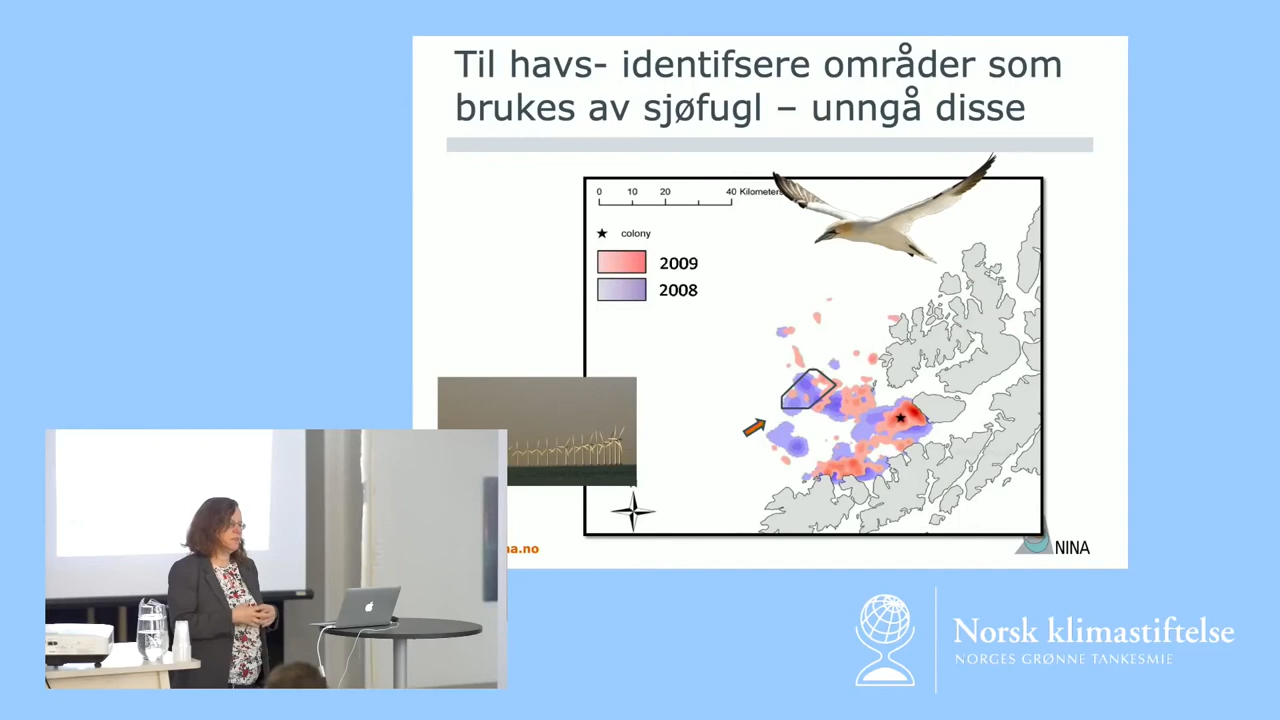 Til havs- identifsere områder som
brukes av sjøfugl – unngå disse
0 10 20 40 Kilometers
colony
2009
2008
na.no
NINA
Norsk klimastiftelse
NORGES GRØNNE TANKESMIE